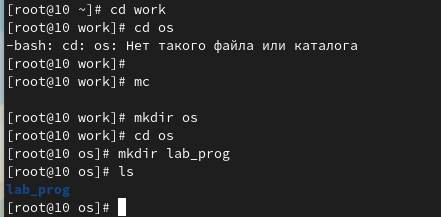 [root@10 ~]# cd work
[root@10 work]# cd os
-bash: cd: os: Нет такого файла или каталога
[root@10 work]#
[root@10 work]# mc
[root@10 work]# mkdir os
[root@10 work]# cd os
[root@10 os]# mkdir lab_prog
[root@10 os]# ls
lab_prog
[root@10 os]#